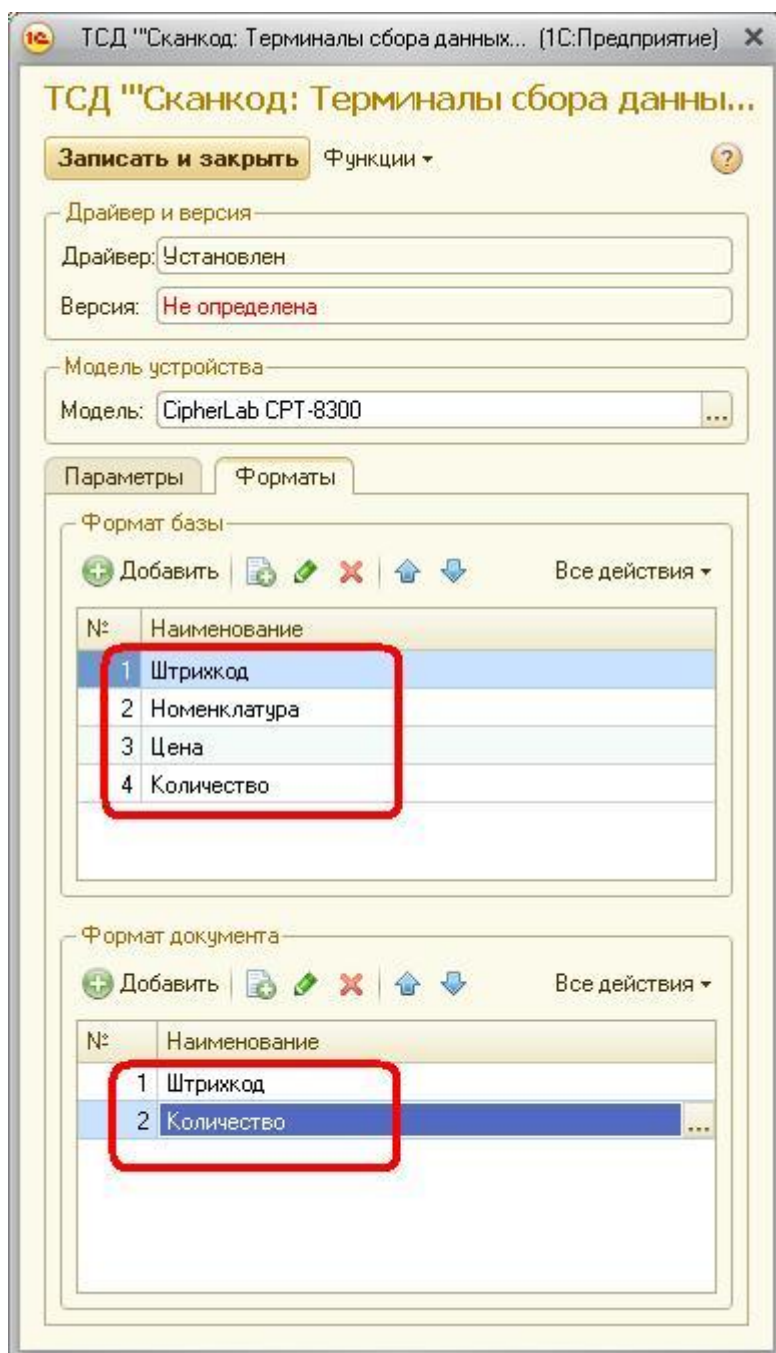 1С ТСД "'Сканкод: Терминалы сбора данных... (1С:Предприятие)
ТСД "'Сканкод: Терминалы сбора данны...
Записать и закрыть Функции ?
Драйвер и версия
Драйвер: Установлен
Версия: Не определена
Модель устройства
Модель: CipherLab CPT-8300 ...
Параметры Форматы
Формат базы
Добавить Все действия
№ Наименование
1 Штрихкод
2 Номенклатура
3 Цена
4 Количество
Формат документа
Добавить Все действия
№ Наименование
1 Штрихкод
2 Количество ...